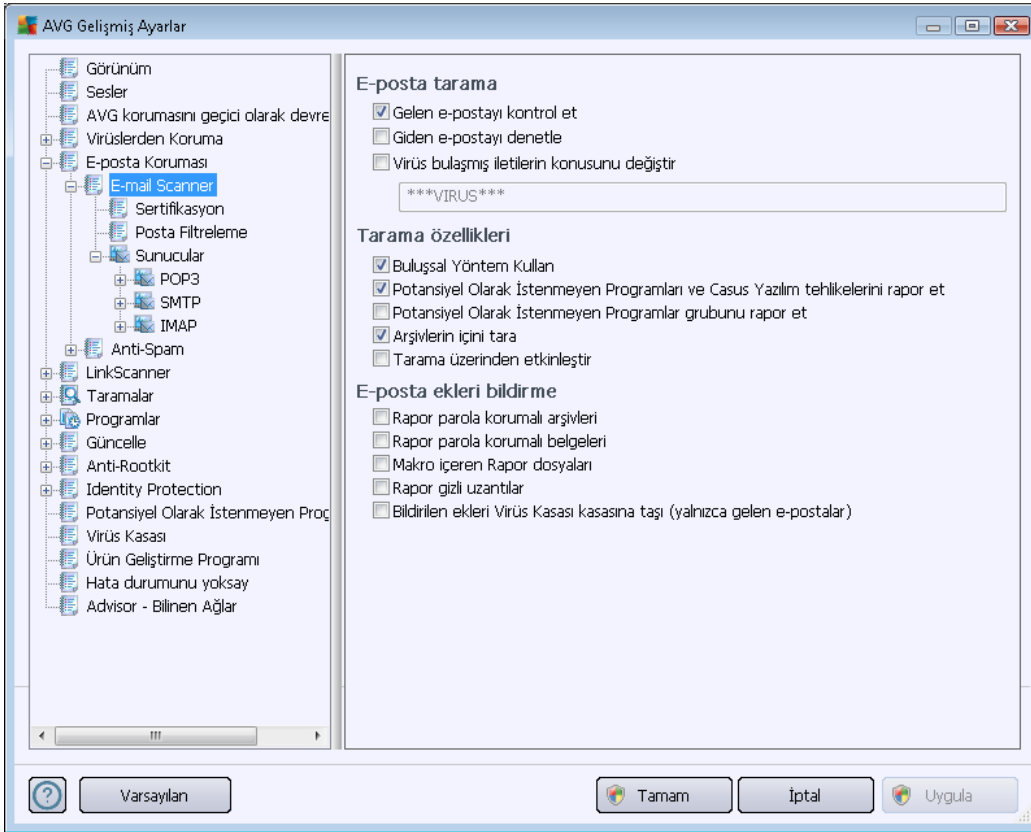 AVG Gelişmiş Ayarlar
Görünüm
Sesler
AVG korumasını geçici olarak devre
Virüslerden Koruma
E-posta Koruması
E-mail Scanner
Sertifikasyon
Posta Filtreleme
Sunucular
POP3
SMTP
IMAP
Anti-Spam
LinkScanner
Taramalar
Programlar
Güncelle
Anti-Rootkit
Identity Protection
Potansiyel Olarak İstenmeyen Prog
Virüs Kasası
Ürün Geliştirme Programı
Hata durumunu yoksay
Advisor - Bilinen Ağlar
E-posta tarama
Gelen e-postayı kontrol et
Giden e-postayı denetle
Virüs bulaşmış iletilerin konusunu değiştir
***VIRUS***
Tarama özellikleri
Buluşsal Yöntem Kullan
Potansiyel Olarak İstenmeyen Programları ve Casus Yazılım tehlikelerini rapor et
Potansiyel Olarak İstenmeyen Programlar grubunu rapor et
Arşivlerin içini tara
Tarama üzerinden etkinleştir
E-posta ekleri bildirme
Rapor parola korumalı arşivleri
Rapor parola korumalı belgeleri
Makro içeren Rapor dosyaları
Rapor gizli uzantılar
Bildirilen ekleri Virüs Kasası kasasına taşı (yalnızca gelen e-postalar)
Varsayılan
Tamam
İptal
Uygula